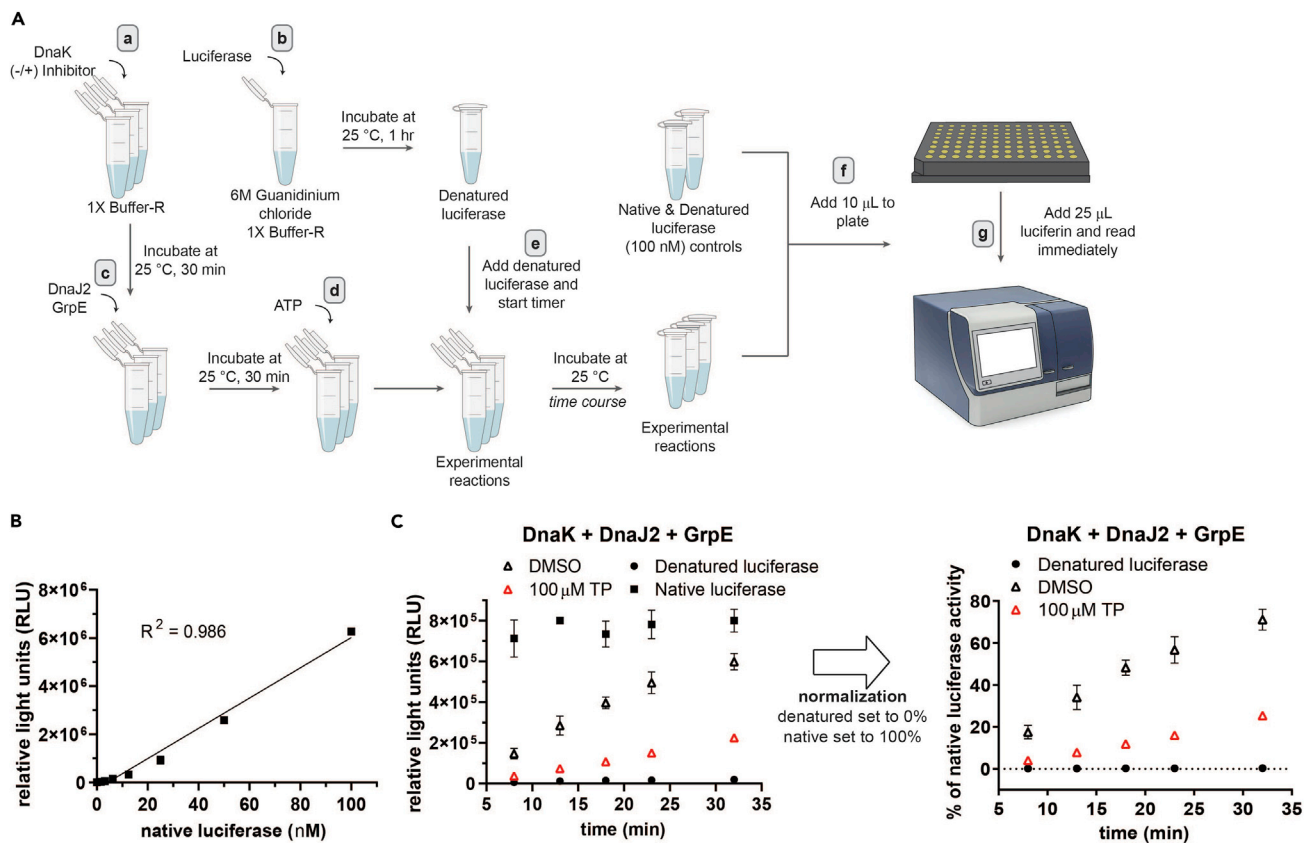 A
a
DnaK
(-/+) Inhibitor
b
Luciferase
Incubate at
25 °C, 1 hr
1X Buffer-R
6M Guanidinium
chloride
1X Buffer-R
Denatured
luciferase
Native & Denatured
luciferase
(100 nM) controls
f
Add 10 µL to
plate
g
Add 25 µL
luciferin and read
immediately
Incubate at
25 °C, 30 min
c
DnaJ2
GrpE
Incubate at
25 °C, 30 min
ATP
d
e
Add denatured
luciferase and
start timer
Experimental
reactions
Incubate at
25 °C
time course
Experimental
reactions
B
relative light units (RLU)
8×10⁶
6×10⁶
4×10⁶
2×10⁶
0
R² = 0.986
0 20 40 60 80 100
native luciferase (nM)
C
DnaK + DnaJ2 + GrpE
DMSO
Denatured luciferase
100 µM TP
Native luciferase
relative light units (RLU)
8×10⁵
6×10⁵
4×10⁵
2×10⁵
0
5 10 15 20 25 30 35
time (min)
normalization
denatured set to 0%
native set to 100%
DnaK + DnaJ2 + GrpE
Denatured luciferase
DMSO
100 µM TP
% of native luciferase activity
80
60
40
20
0
5 10 15 20 25 30 35
time (min)